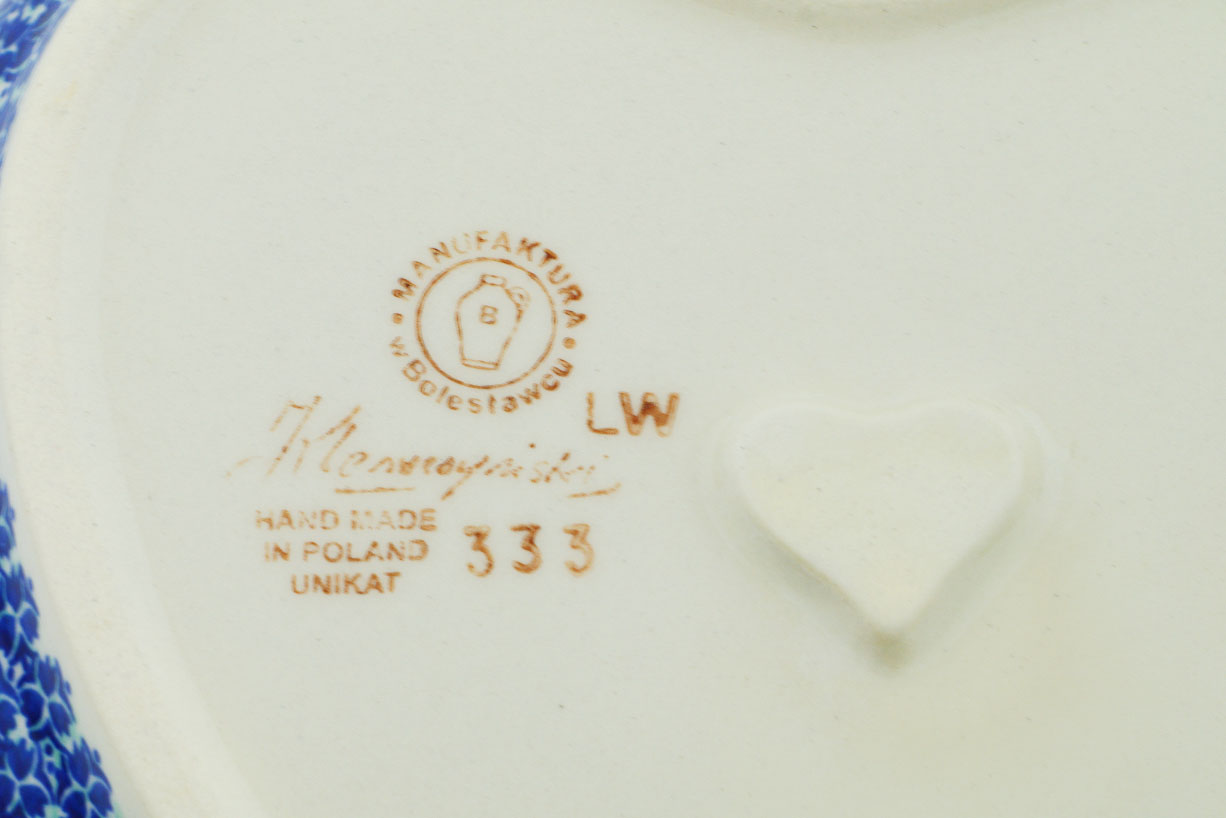 MANUFAKTURA
w Bolesławcu
B
LW
HAND MADE
IN POLAND
UNIKAT
333